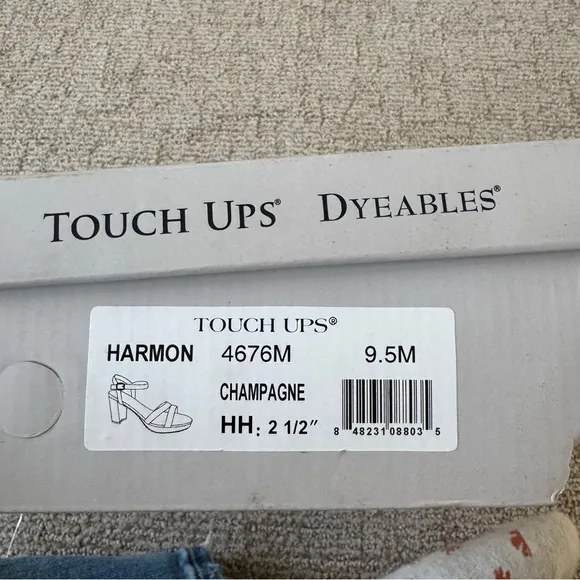 TOUCH UPS® DYEABLES®
TOUCH UPS®
HARMON 4676M 9.5M
CHAMPAGNE
HH: 2 1/2"
8 48231 08803 5